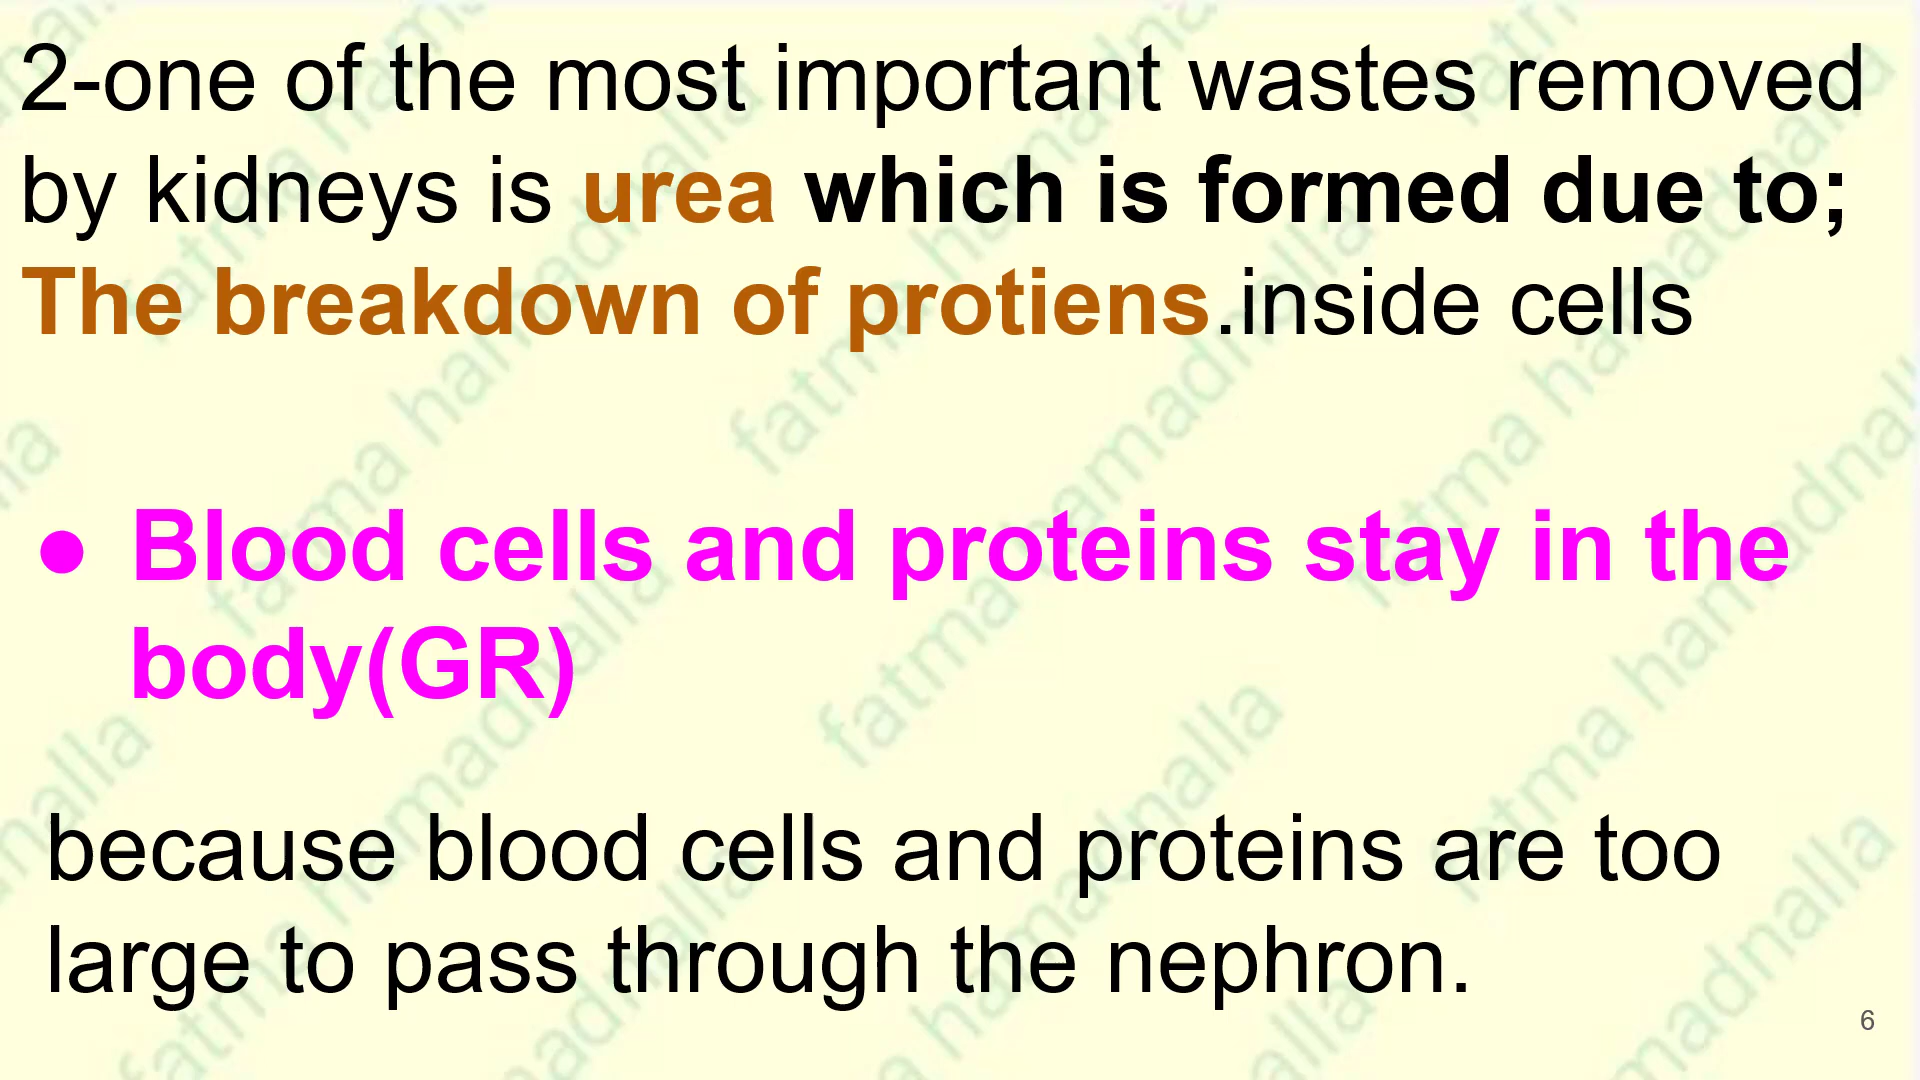 2-one of the most important wastes removed
by kidneys is urea which is formed due to;
The breakdown of protiens.inside cells
● Blood cells and proteins stay in the
body(GR)
because blood cells and proteins are too
large to pass through the nephron.
6
fatma hamadnalla